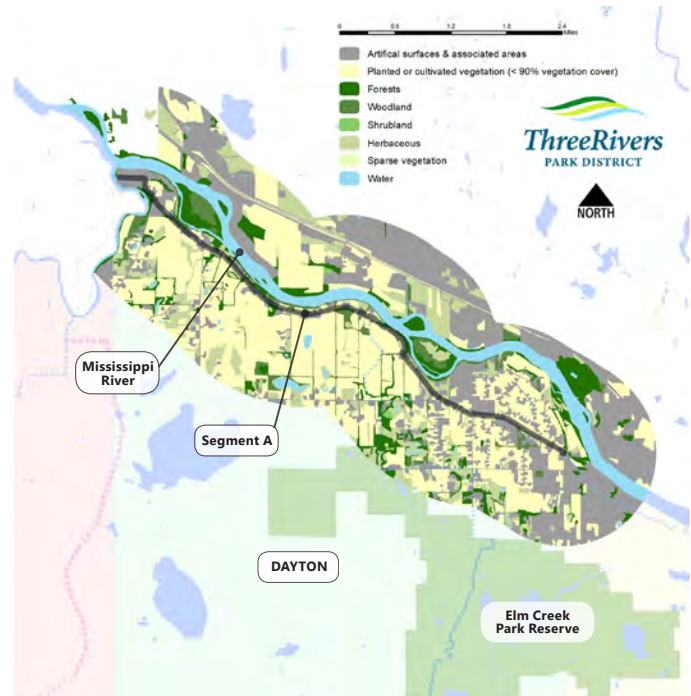 0 0.6 1.2 1.8 2.4
Miles
Artifical surfaces & associated areas
Planted or cultivated vegetation (< 90% vegetation cover)
Forests
Woodland
Shrubland
Herbaceous
Sparse vegetation
Water
ThreeRivers
PARK DISTRICT
NORTH
Mississippi
River
Segment A
DAYTON
Elm Creek
Park Reserve